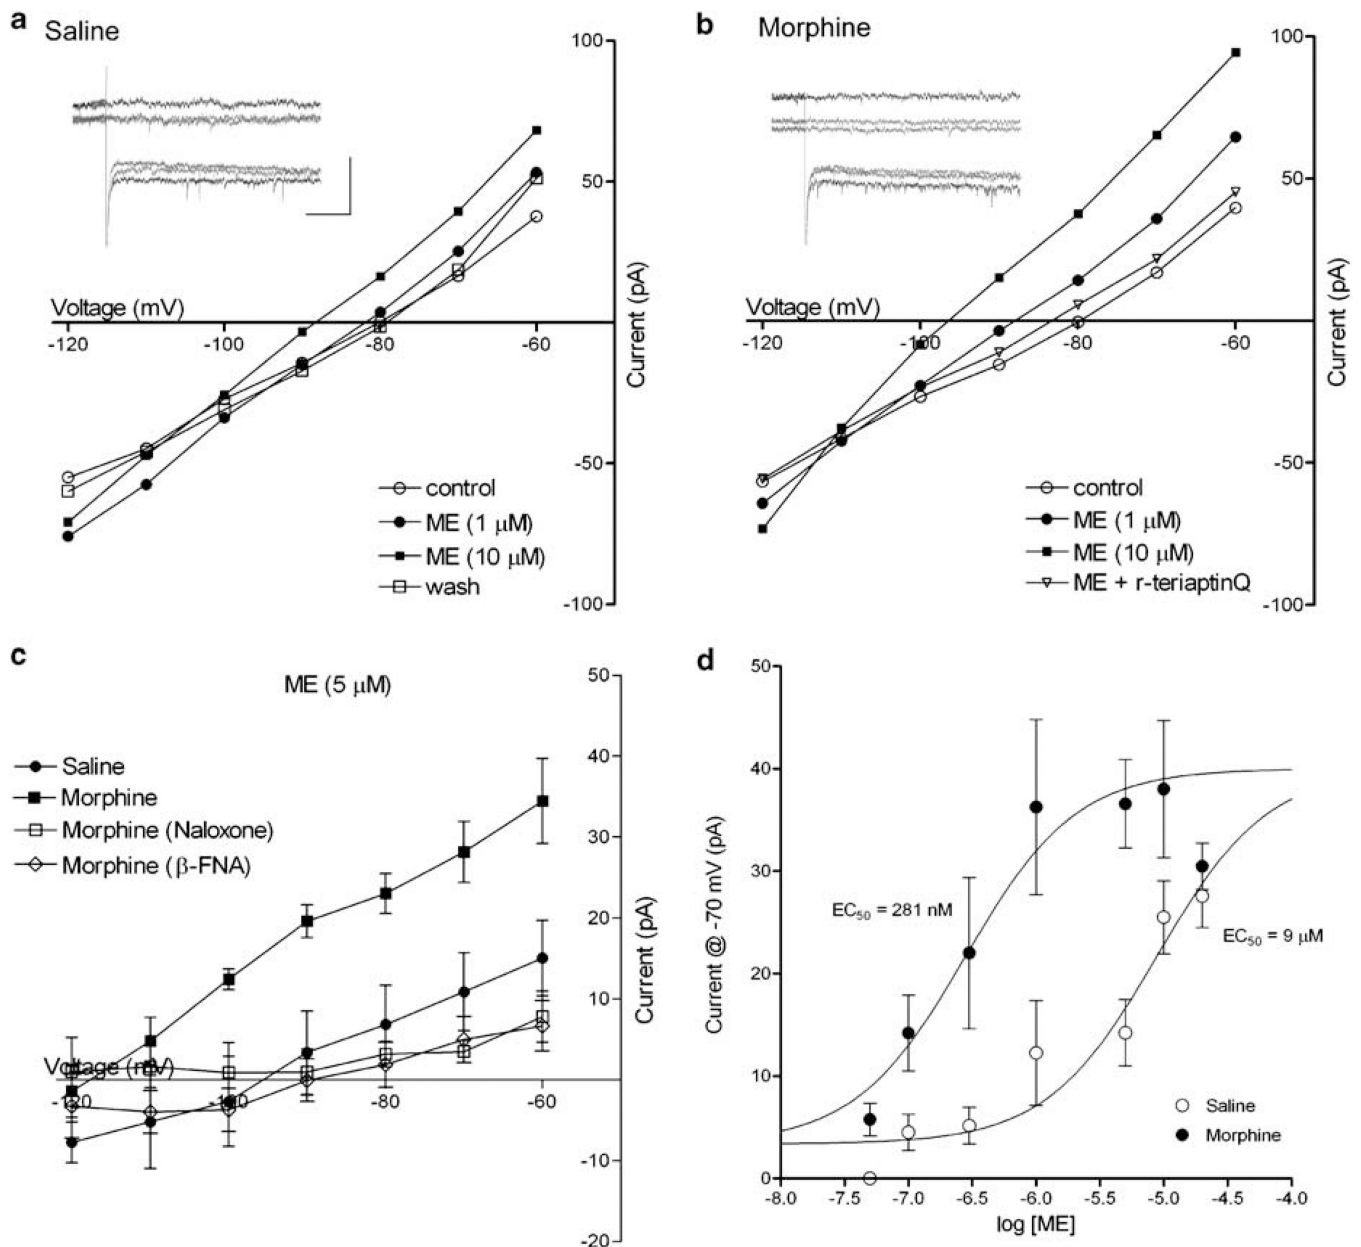 a
Saline
100
50
Voltage (mV)
-120
-100
-80
-60
Current (pA)
-50
-100
control
ME (1 μM)
ME (10 μM)
wash
b
Morphine
100
50
Voltage (mV)
-120
-100
-80
-60
Current (pA)
-50
-100
control
ME (1 μM)
ME (10 μM)
ME + r-teriaptinQ
c
ME (5 μM)
50
40
30
20
10
-10
-20
Saline
Morphine
Morphine (Naloxone)
Morphine (β-FNA)
Current (pA)
Voltage (mV)
-120
-100
-80
-60
d
50
40
30
20
10
0
Current @ -70 mV (pA)
EC50 = 281 nM
EC50 = 9 μM
Saline
Morphine
-8.0 -7.5 -7.0 -6.5 -6.0 -5.5 -5.0 -4.5 -4.0
log [ME]